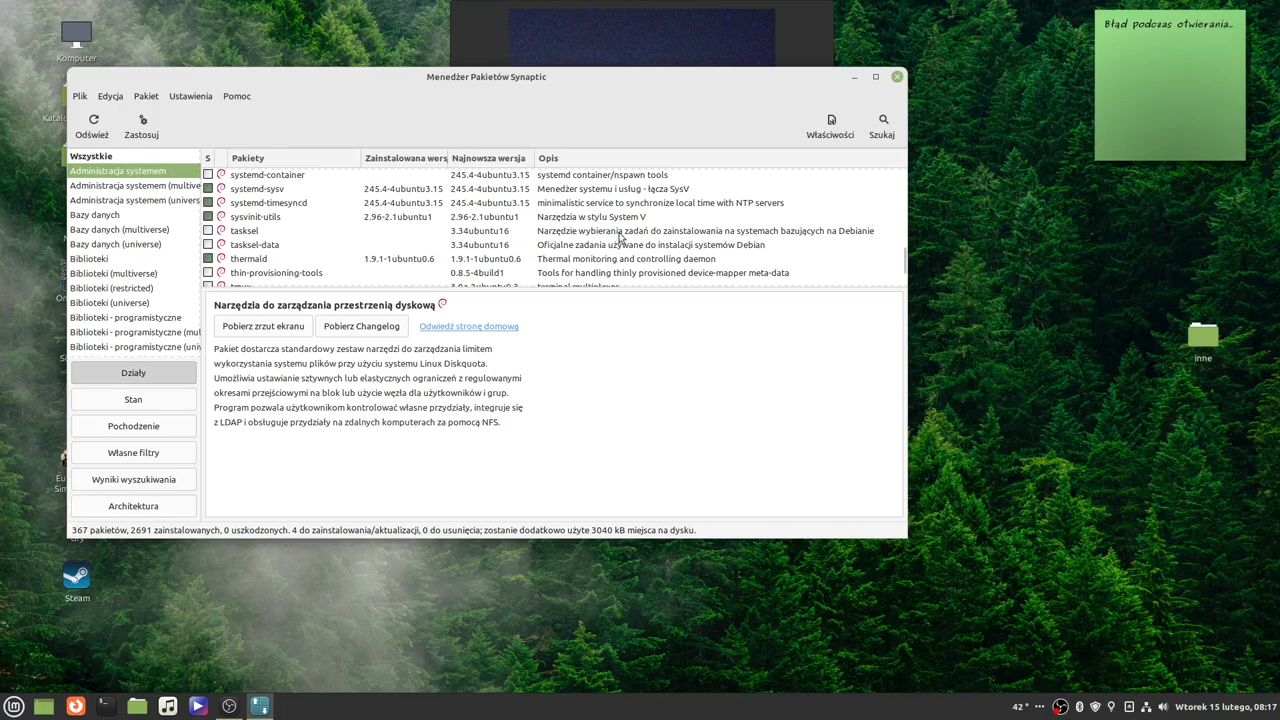 Komputer
Błąd podczas otwierania..
Menedżer Pakietów Synaptic
Plik Edycja Pakiet Ustawienia Pomoc
Odśwież Zastosuj Właściwości Szukaj
Wszystkie
Administracja systemem
Administracja systemem (multive
Administracja systemem (univers
Bazy danych
Bazy danych (multiverse)
Bazy danych (universe)
Biblioteki
Biblioteki (multiverse)
Biblioteki (restricted)
Biblioteki (universe)
Biblioteki - programistyczne
Biblioteki - programistyczne (mul
Biblioteki - programistyczne (uni
Działy
Stan
Pochodzenie
Własne filtry
Wyniki wyszukiwania
Architektura
S Pakiety Zainstalowana wers Najnowsza wersja Opis
systemd-container 245.4-4ubuntu3.15 systemd container/nspawn tools
systemd-sysv 245.4-4ubuntu3.15 245.4-4ubuntu3.15 Menedżer systemu i usług - łącza SysV
systemd-timesyncd 245.4-4ubuntu3.15 245.4-4ubuntu3.15 minimalistic service to synchronize local time with NTP servers
sysvinit-utils 2.96-2.1ubuntu1 2.96-2.1ubuntu1 Narzędzia w stylu System V
tasksel 3.34ubuntu16 Narzędzie wybierania zadań do zainstalowania na systemach bazujących na Debianie
tasksel-data 3.34ubuntu16 Oficjalne zadania używane do instalacji systemów Debian
thermald 1.9.1-1ubuntu0.6 1.9.1-1ubuntu0.6 Thermal monitoring and controlling daemon
thin-provisioning-tools 0.8.5-4build1 Tools for handling thinly provisioned device-mapper meta-data
Narzędzia do zarządzania przestrzenią dyskową
Pobierz zrzut ekranu Pobierz Changelog Odwiedź stronę domową
Pakiet dostarcza standardowy zestaw narzędzi do zarządzania limitem
wykorzystania systemu plików przy użyciu systemu Linux Diskquota.
Umożliwia ustawianie sztywnych lub elastycznych ograniczeń z regulowanymi
okresami przejściowymi na blok lub użycie węzła dla użytkowników i grup.
Program pozwala użytkownikom kontrolować własne przydziały, integruje się
z LDAP i obsługuje przydziały na zdalnych komputerach za pomocą NFS.
367 pakietów, 2691 zainstalowanych, 0 uszkodzonych. 4 do zainstalowania/aktualizacji, 0 do usunięcia; zostanie dodatkowo użyte 3040 kB miejsca na dysku.
inne
Steam
42° Wtorek 15 lutego, 08:17